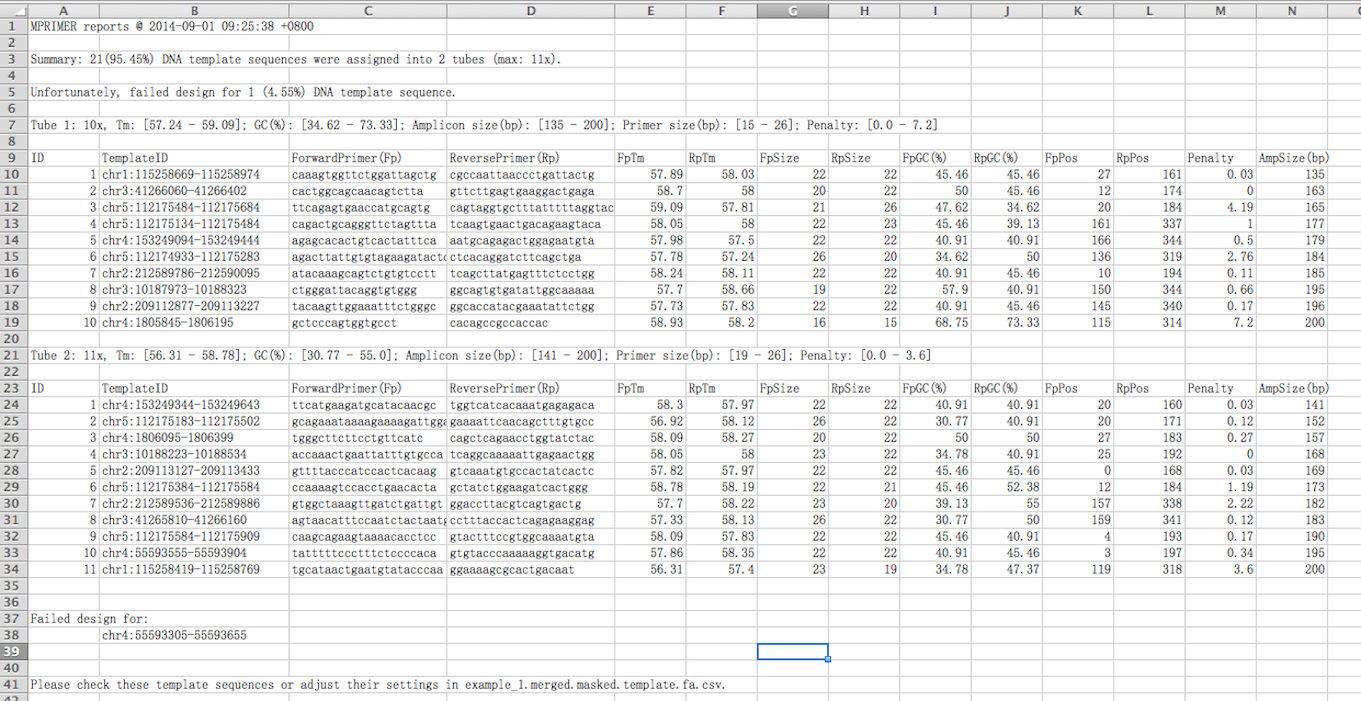 A B C D E F G H I J K L M N
1 MPRIMER reports @ 2014-09-01 09:25:38 +0800
2
3 Summary: 21(95.45%) DNA template sequences were assigned into 2 tubes (max: 11x).
4
5 Unfortunately, failed design for 1 (4.55%) DNA template sequence.
6
7 Tube 1: 10x, Tm: [57.24 - 59.09]; GC(%): [34.62 - 73.33]; Amplicon size(bp): [135 - 200]; Primer size(bp): [15 - 26]; Penalty: [0.0 - 7.2]
8
9 ID TemplateID ForwardPrimer(Fp) ReversePrimer(Rp) FpTm RpTm FpSize RpSize FpGC(%) RpGC(%) FpPos RpPos Penalty AmpSize(bp)
10 1 chr1:115258669-115258974 caaagtggttctggattagctg cgccaattaaccctgattactg 57.89 58.03 22 22 45.46 45.46 27 161 0.03 135
11 2 chr3:41266060-41266402 cactggcagcaacagtctta gttcttgagtgaaggactgaga 58.7 58 20 22 50 45.46 12 174 0 163
12 3 chr5:112175484-112175684 ttcagagtgaaccatgcagtg cagtaggtgctttatttttaggtac 59.09 57.81 21 26 47.62 34.62 20 184 4.19 165
13 4 chr5:112175134-112175484 cagactgcagggttctagttta tcaagtgaactgacagaagtaca 58.05 58 22 23 45.46 39.13 161 337 1 177
14 5 chr4:153249094-153249444 agagcacactgtcactatttca aatgcagagactggagaatgta 57.98 57.5 22 22 40.91 40.91 166 344 0.5 179
15 6 chr5:112174933-112175283 agacttattgtgtagaagatact ctcacaggatcttcagctga 57.78 57.24 26 20 34.62 50 136 319 2.76 184
16 7 chr2:212589786-212590095 atacaaagcagtctgtgtcctt tcagcttatgagtttctcctgg 58.24 58.11 22 22 40.91 45.46 10 194 0.11 185
17 8 chr3:10187973-10188323 ctgggattacaggtgtggg ggcagtgtgatattggcaaaaa 57.7 58.66 19 22 57.9 40.91 150 344 0.66 195
18 9 chr2:209112877-209113227 tacaagttggaaatttctgggc ggcaccatacgaaatattctgg 57.73 57.83 22 22 40.91 45.46 145 340 0.17 196
19 10 chr4:1805845-1806195 gctcccagtggtgcct cacagccgccaccac 58.93 58.2 16 15 68.75 73.33 115 314 7.2 200
20
21 Tube 2: 11x, Tm: [56.31 - 58.78]; GC(%): [30.77 - 55.0]; Amplicon size(bp): [141 - 200]; Primer size(bp): [19 - 26]; Penalty: [0.0 - 3.6]
22
23 ID TemplateID ForwardPrimer(Fp) ReversePrimer(Rp) FpTm RpTm FpSize RpSize FpGC(%) RpGC(%) FpPos RpPos Penalty AmpSize(bp)
24 1 chr4:153249344-153249643 ttcatgaagatgcatacaacgc tggtcatcacaaatgagagaca 58.3 57.97 22 22 40.91 40.91 20 160 0.03 141
25 2 chr5:112175183-112175502 gcagaaataaaagaaaagattgg gaaaattcaacagctttgtgcc 56.92 58.12 26 22 30.77 40.91 20 171 0.12 152
26 3 chr4:1806095-1806399 tgggcttcttcctgttcatc cagctcagaacctggtatctac 58.09 58.27 20 22 50 50 27 183 0.27 157
27 4 chr3:10188223-10188534 accaaactgaattatttgtgcca tcaggcaaaaattgagaactgg 58.05 58 23 22 34.78 40.91 25 192 0 168
28 5 chr2:209113127-209113433 gttttacccatccactcacaag gtcaaatgtgccactatcactc 57.82 57.97 22 22 45.46 45.46 0 168 0.03 169
29 6 chr5:112175384-112175584 ccaaaagtccacctgaacacta gctatctggaagatcactggg 58.78 58.19 22 21 45.46 52.38 12 184 1.19 173
30 7 chr2:212589536-212589886 gtggctaaagttgatctgattgt ggaccttacgtcagtgactg 57.7 58.22 23 20 39.13 55 157 338 2.22 182
31 8 chr3:41265810-41266160 agtaacatttccaatctactaat cctttaccactcagagaaggag 57.33 58.13 26 22 30.77 50 159 341 0.12 183
32 9 chr5:112175584-112175909 caagcagaagtaaaacacctcc gtactttccgtggcaaaatgta 58.09 57.83 22 22 45.46 40.91 4 193 0.17 190
33 10 chr4:55593555-55593904 tatttttccctttctccccaca gtgtacccaaaaaggtgacatg 57.86 58.35 22 22 40.91 45.46 3 197 0.34 195
34 11 chr1:115258419-115258769 tgcataactgaatgtatacccaa ggaaaagcgcactgacaat 56.31 57.4 23 19 34.78 47.37 119 318 3.6 200
35
36
37 Failed design for:
38 chr4:55593305-55593655
39
40
41 Please check these template sequences or adjust their settings in example_1.merged.masked.template.fa.csv.